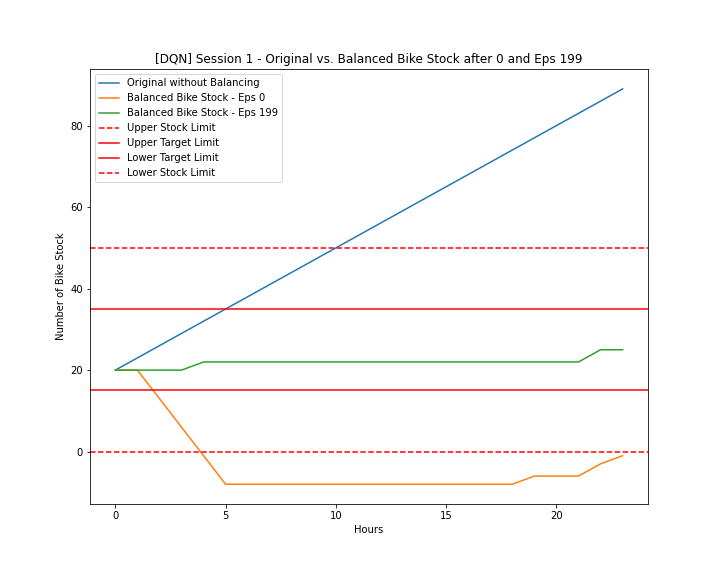 [DQN] Session 1 - Original vs. Balanced Bike Stock after 0 and Eps 199
Original without Balancing
Balanced Bike Stock - Eps 0
Balanced Bike Stock - Eps 199
Upper Stock Limit
Upper Target Limit
Lower Target Limit
Lower Stock Limit
Number of Bike Stock
80
60
40
20
0
0 5 10 15 20
Hours